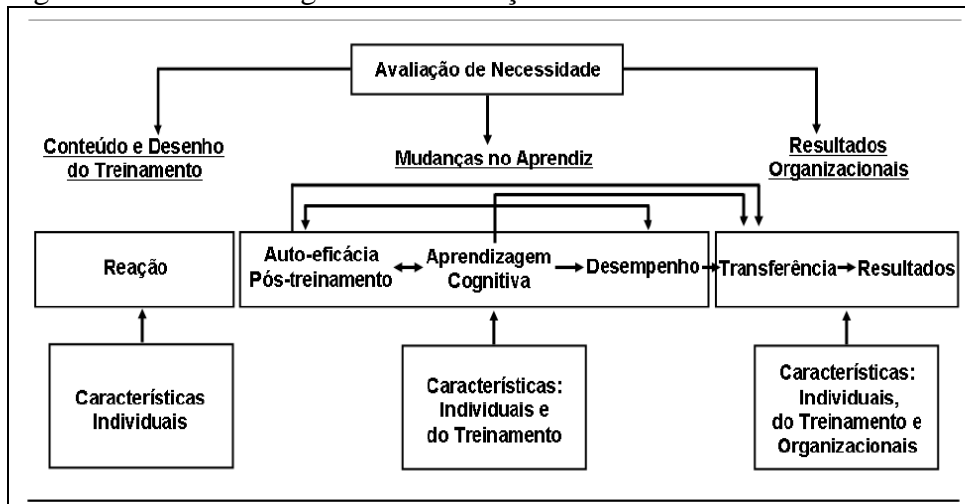 Avaliação de Necessidade
Conteúdo e Desenho
do Treinamento
Mudanças no Aprendiz
Resultados
Organizacionais
Reação
Auto-eficácia
Pós-treinamento
Aprendizagem
Cognitiva
Desempenho
Transferência
Resultados
Características
Individuais
Características:
Individuais e
do Treinamento
Características:
Individuais,
do Treinamento e
Organizacionais